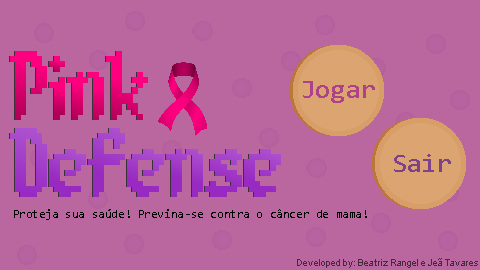 Pink
Defense
Jogar
Sair
Proteja sua saúde! Previna-se contra o câncer de mama!
Developed by: Beatriz Rangel e Jeã Tavares